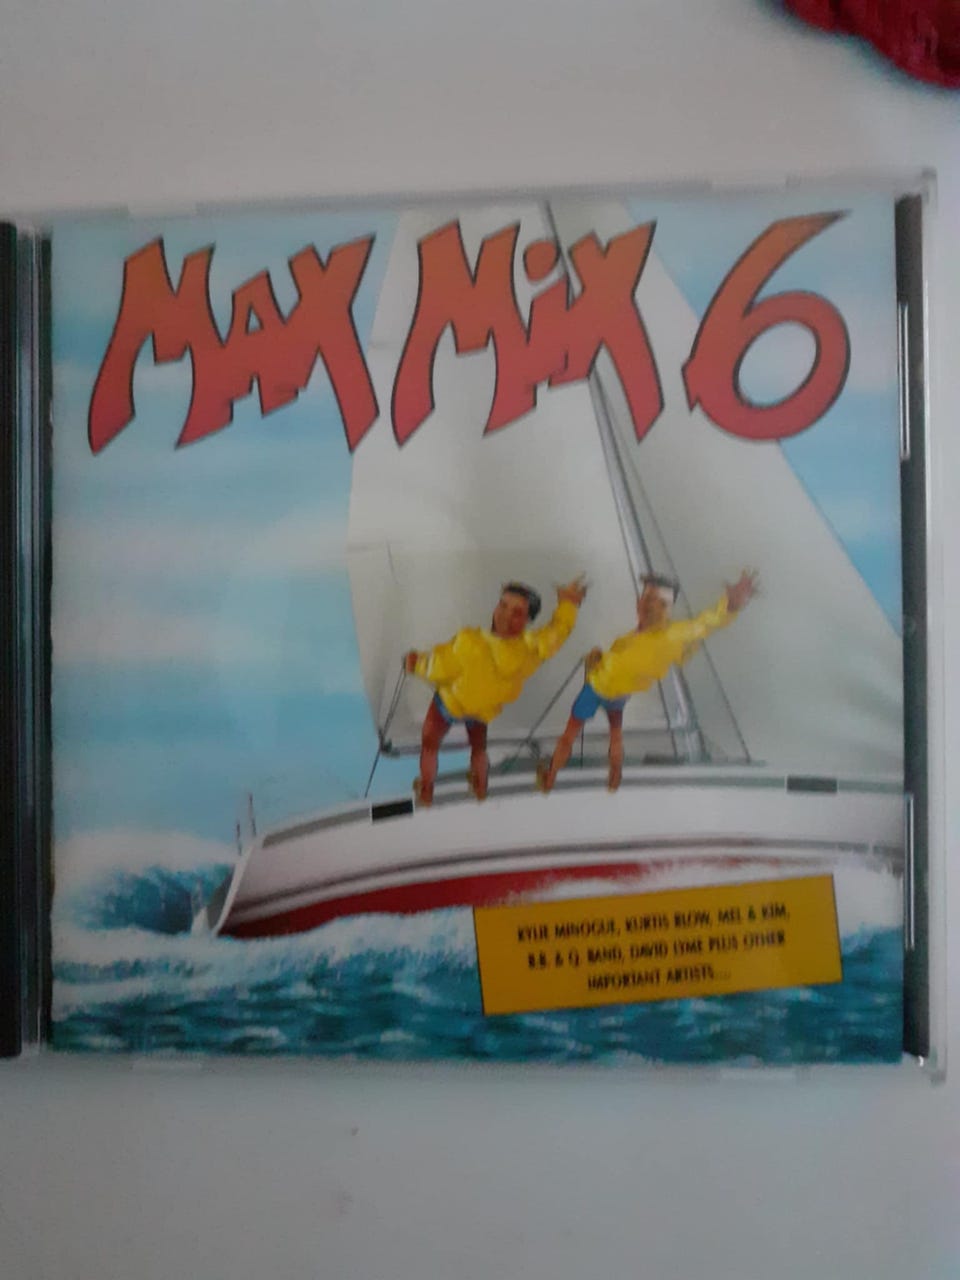 MAX MiX 6
KYLIE MINOGUE, KURTIS BLOW, MEL & KIM,
B.B. & Q. BAND, DAVID LYME PLUS OTHER
IMPORTANT ARTISTS....